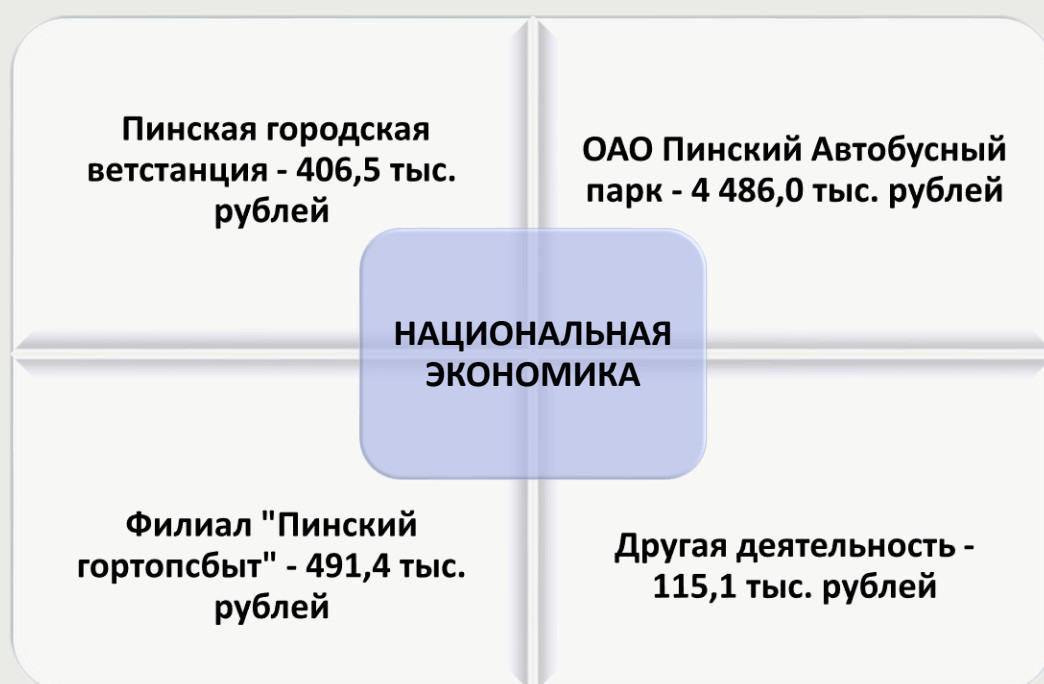 Пинская городская
ветстанция - 406,5 тыс.
рублей
ОАО Пинский Автобусный
парк - 4 486,0 тыс. рублей
НАЦИОНАЛЬНАЯ
ЭКОНОМИКА
Филиал "Пинский
гортопсбыт" - 491,4 тыс.
рублей
Другая деятельность -
115,1 тыс. рублей